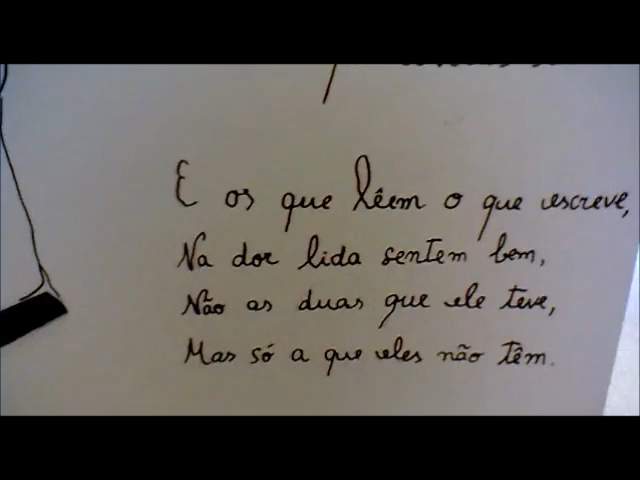 E os que lêem o que escreve,
Na dor lida sentem bem,
Não as duas que ele teve,
Mas só a que eles não têm.